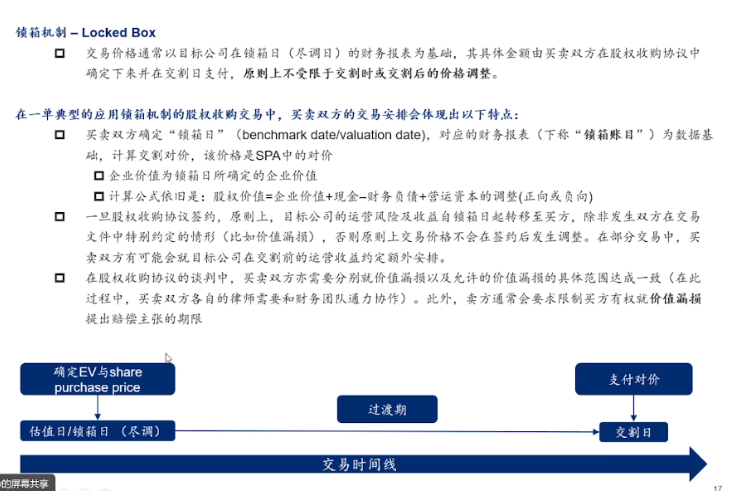 锁箱机制 – Locked Box
交易价格通常以目标公司在锁箱日（尽调日）的财务报表为基础，其具体金额由买卖双方在股权收购协议中
确定下来并在交割日支付，原则上不受限于交割时或交割后的价格调整。
在一单典型的应用锁箱机制的股权收购交易中，买卖双方的交易安排会体现出以下特点：
买卖双方确定“锁箱日”（benchmark date/valuation date)，对应的财务报表（下称“锁箱账目”）为数据基
础，计算交割对价，该价格是SPA中的对价
企业价值为锁箱日所确定的企业价值
计算公式依旧是：股权价值=企业价值+现金–财务负债+营运资本的调整(正向或负向)
一旦股权收购协议签约，原则上，目标公司的运营风险及收益自锁箱日起转移至买方，除非发生双方在交易
文件中特别约定的情形（比如价值漏损），否则原则上交易价格不会在签约后发生调整。在部分交易中，买
卖双方有可能会就目标公司在交割前的运营收益约定额外安排。
在股权收购协议的谈判中，买卖双方亦需要分别就价值漏损以及允许的价值漏损的具体范围达成一致（在此
过程中，买卖双方各自的律师需要和财务团队通力协作）。此外，卖方通常会要求限制买方有权就价值漏损
提出赔偿主张的期限
确定EV与share
purchase price
支付对价
过渡期
估值日/锁箱日 （尽调）
交割日
交易时间线
的屏幕共享
17